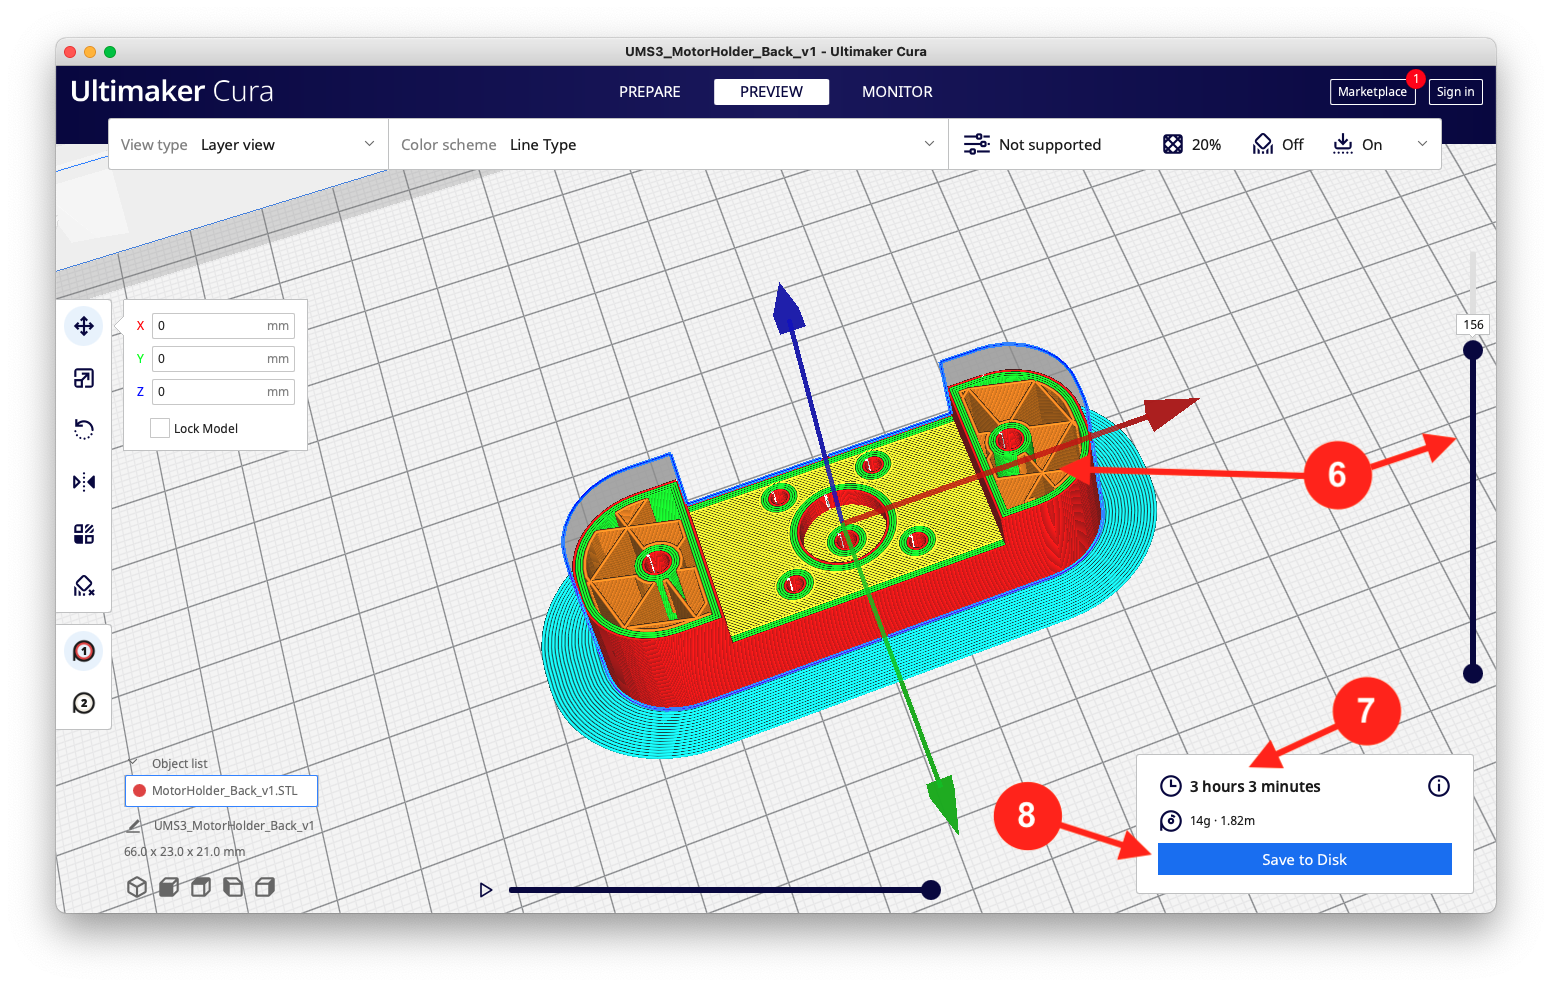 UMS3_MotorHolder_Back_v1 - Ultimaker Cura
Ultimaker Cura
PREPARE
PREVIEW
MONITOR
Marketplace
1
Sign in
View type Layer view
Color scheme Line Type
Not supported
20%
Off
On
156
X 0 mm
Y 0 mm
Z 0 mm
Lock Model
6
1
2
7
8
Object list
MotorHolder_Back_v1.STL
UMS3_MotorHolder_Back_v1
66.0 x 23.0 x 21.0 mm
3 hours 3 minutes
14g · 1.82m
Save to Disk